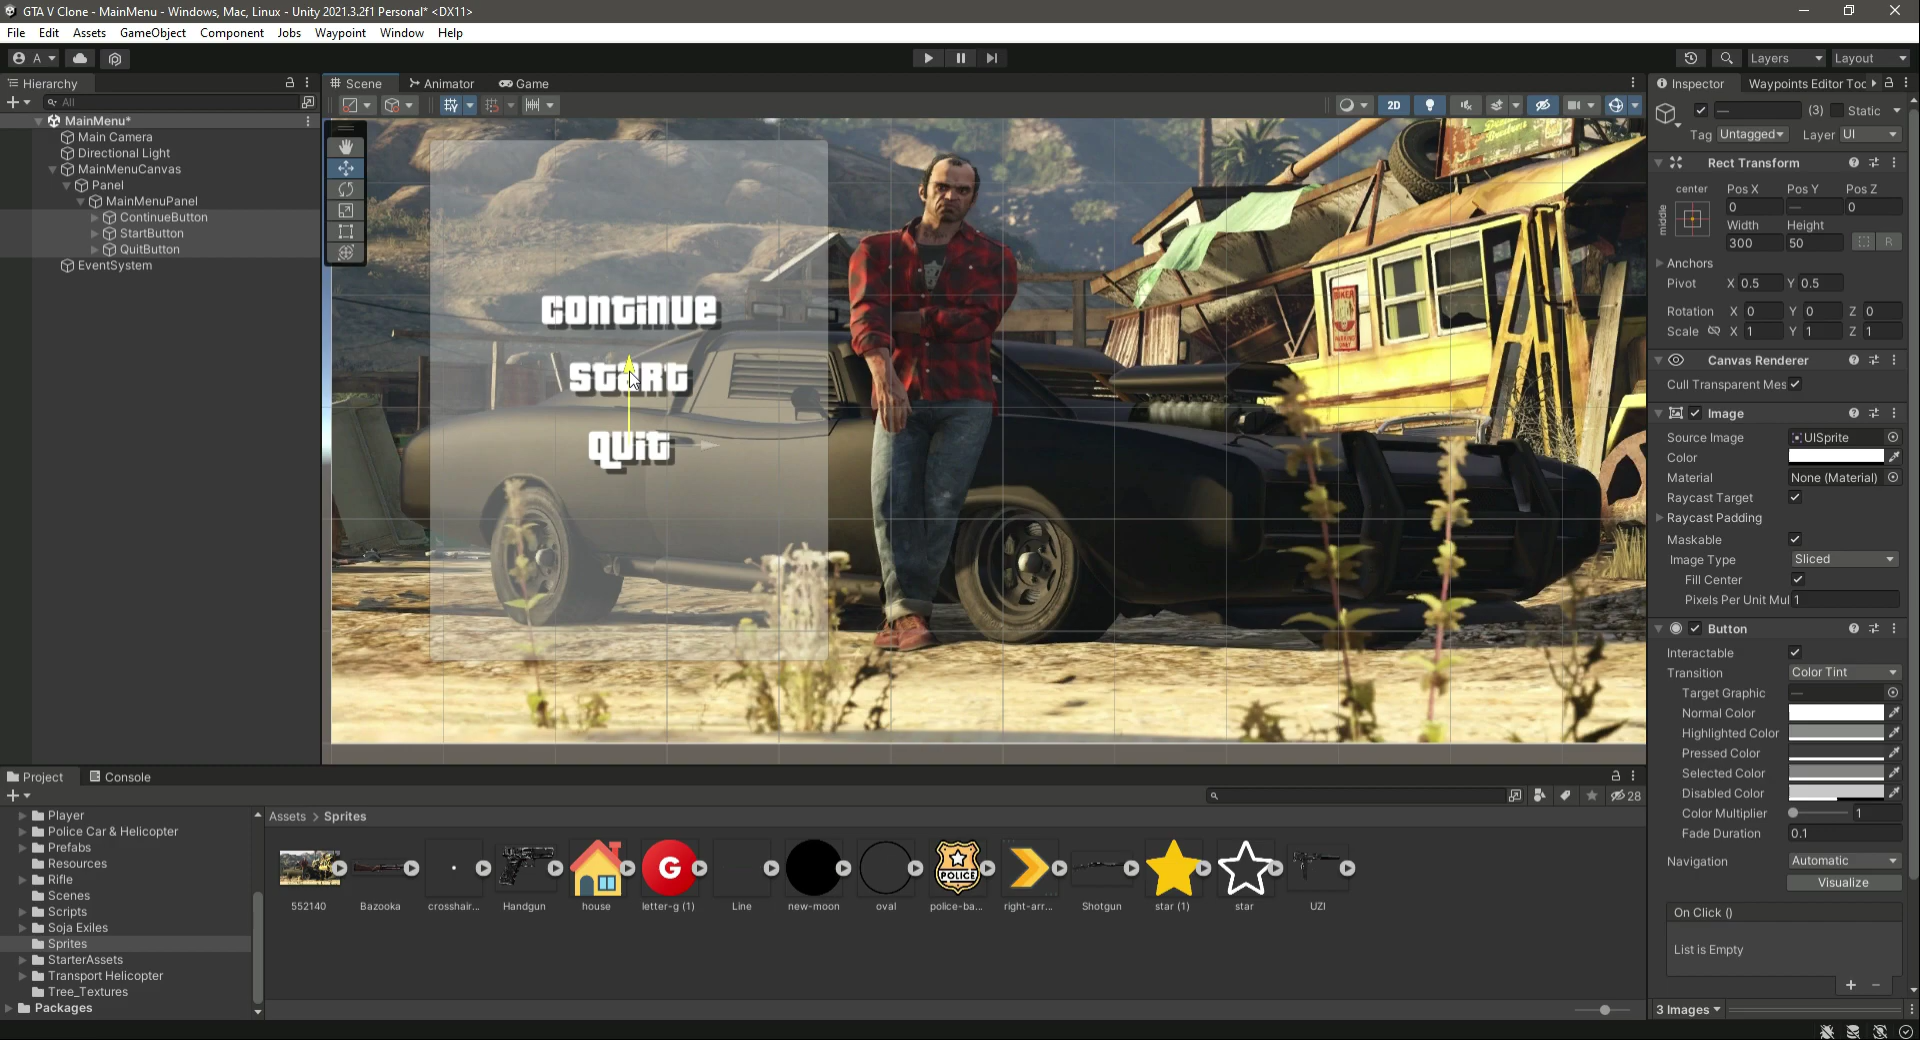 GTA V Clone - MainMenu - Windows, Mac, Linux - Unity 2021.3.2f1 Personal* <DX11>
File Edit Assets GameObject Component Jobs Waypoint Window Help
A Layers Layout
Hierarchy
All
MainMenu*
Main Camera
Directional Light
MainMenuCanvas
Panel
MainMenuPanel
ContinueButton
StartButton
QuitButton
EventSystem
Scene Animator Game
2D
continue
start
quit
Inspector Waypoints Editor Too
— (3) Static
Tag Untagged Layer UI
Rect Transform
center Pos X Pos Y Pos Z
middle 0 — 0
Width Height
300 50 R
Anchors
Pivot X 0.5 Y 0.5
Rotation X 0 Y 0 Z 0
Scale X 1 Y 1 Z 1
Canvas Renderer
Cull Transparent Mes
Image
Source Image UISprite
Color
Material None (Material)
Raycast Target
Raycast Padding
Maskable
Image Type Sliced
Fill Center
Pixels Per Unit Mul 1
Button
Interactable
Transition Color Tint
Target Graphic —
Normal Color
Highlighted Color
Pressed Color
Selected Color
Disabled Color
Color Multiplier 1
Fade Duration 0.1
Navigation Automatic
Visualize
On Click ()
List is Empty
3 Images
Project Console
28
Player
Police Car & Helicopter
Prefabs
Resources
Rifle
Scenes
Scripts
Soja Exiles
Sprites
StarterAssets
Transport Helicopter
Tree_Textures
Packages
Assets > Sprites
G
POLICE
552140 Bazooka crosshair... Handgun house letter-g (1) Line new-moon oval police-ba... right-arr... Shotgun star (1) star UZI